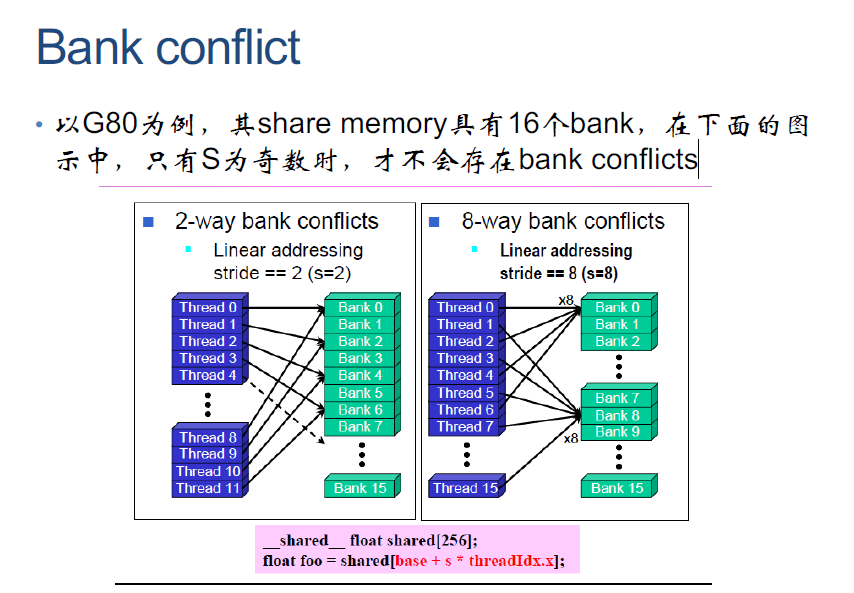 Bank conflict
• 以G80为例，其share memory具有16个bank，在下面的图
示中，只有S为奇数时，才不会存在bank conflicts
2-way bank conflicts
Linear addressing
stride == 2 (s=2)
Thread 0
Thread 1
Thread 2
Thread 3
Thread 4
Thread 8
Thread 9
Thread 10
Thread 11
Bank 0
Bank 1
Bank 2
Bank 3
Bank 4
Bank 5
Bank 6
Bank 7
Bank 15
8-way bank conflicts
Linear addressing
stride == 8 (s=8)
Thread 0
Thread 1
Thread 2
Thread 3
Thread 4
Thread 5
Thread 6
Thread 7
Thread 15
x8
x8
Bank 0
Bank 1
Bank 2
Bank 7
Bank 8
Bank 9
Bank 15
__shared__ float shared[256];
float foo = shared[base + s * threadIdx.x];